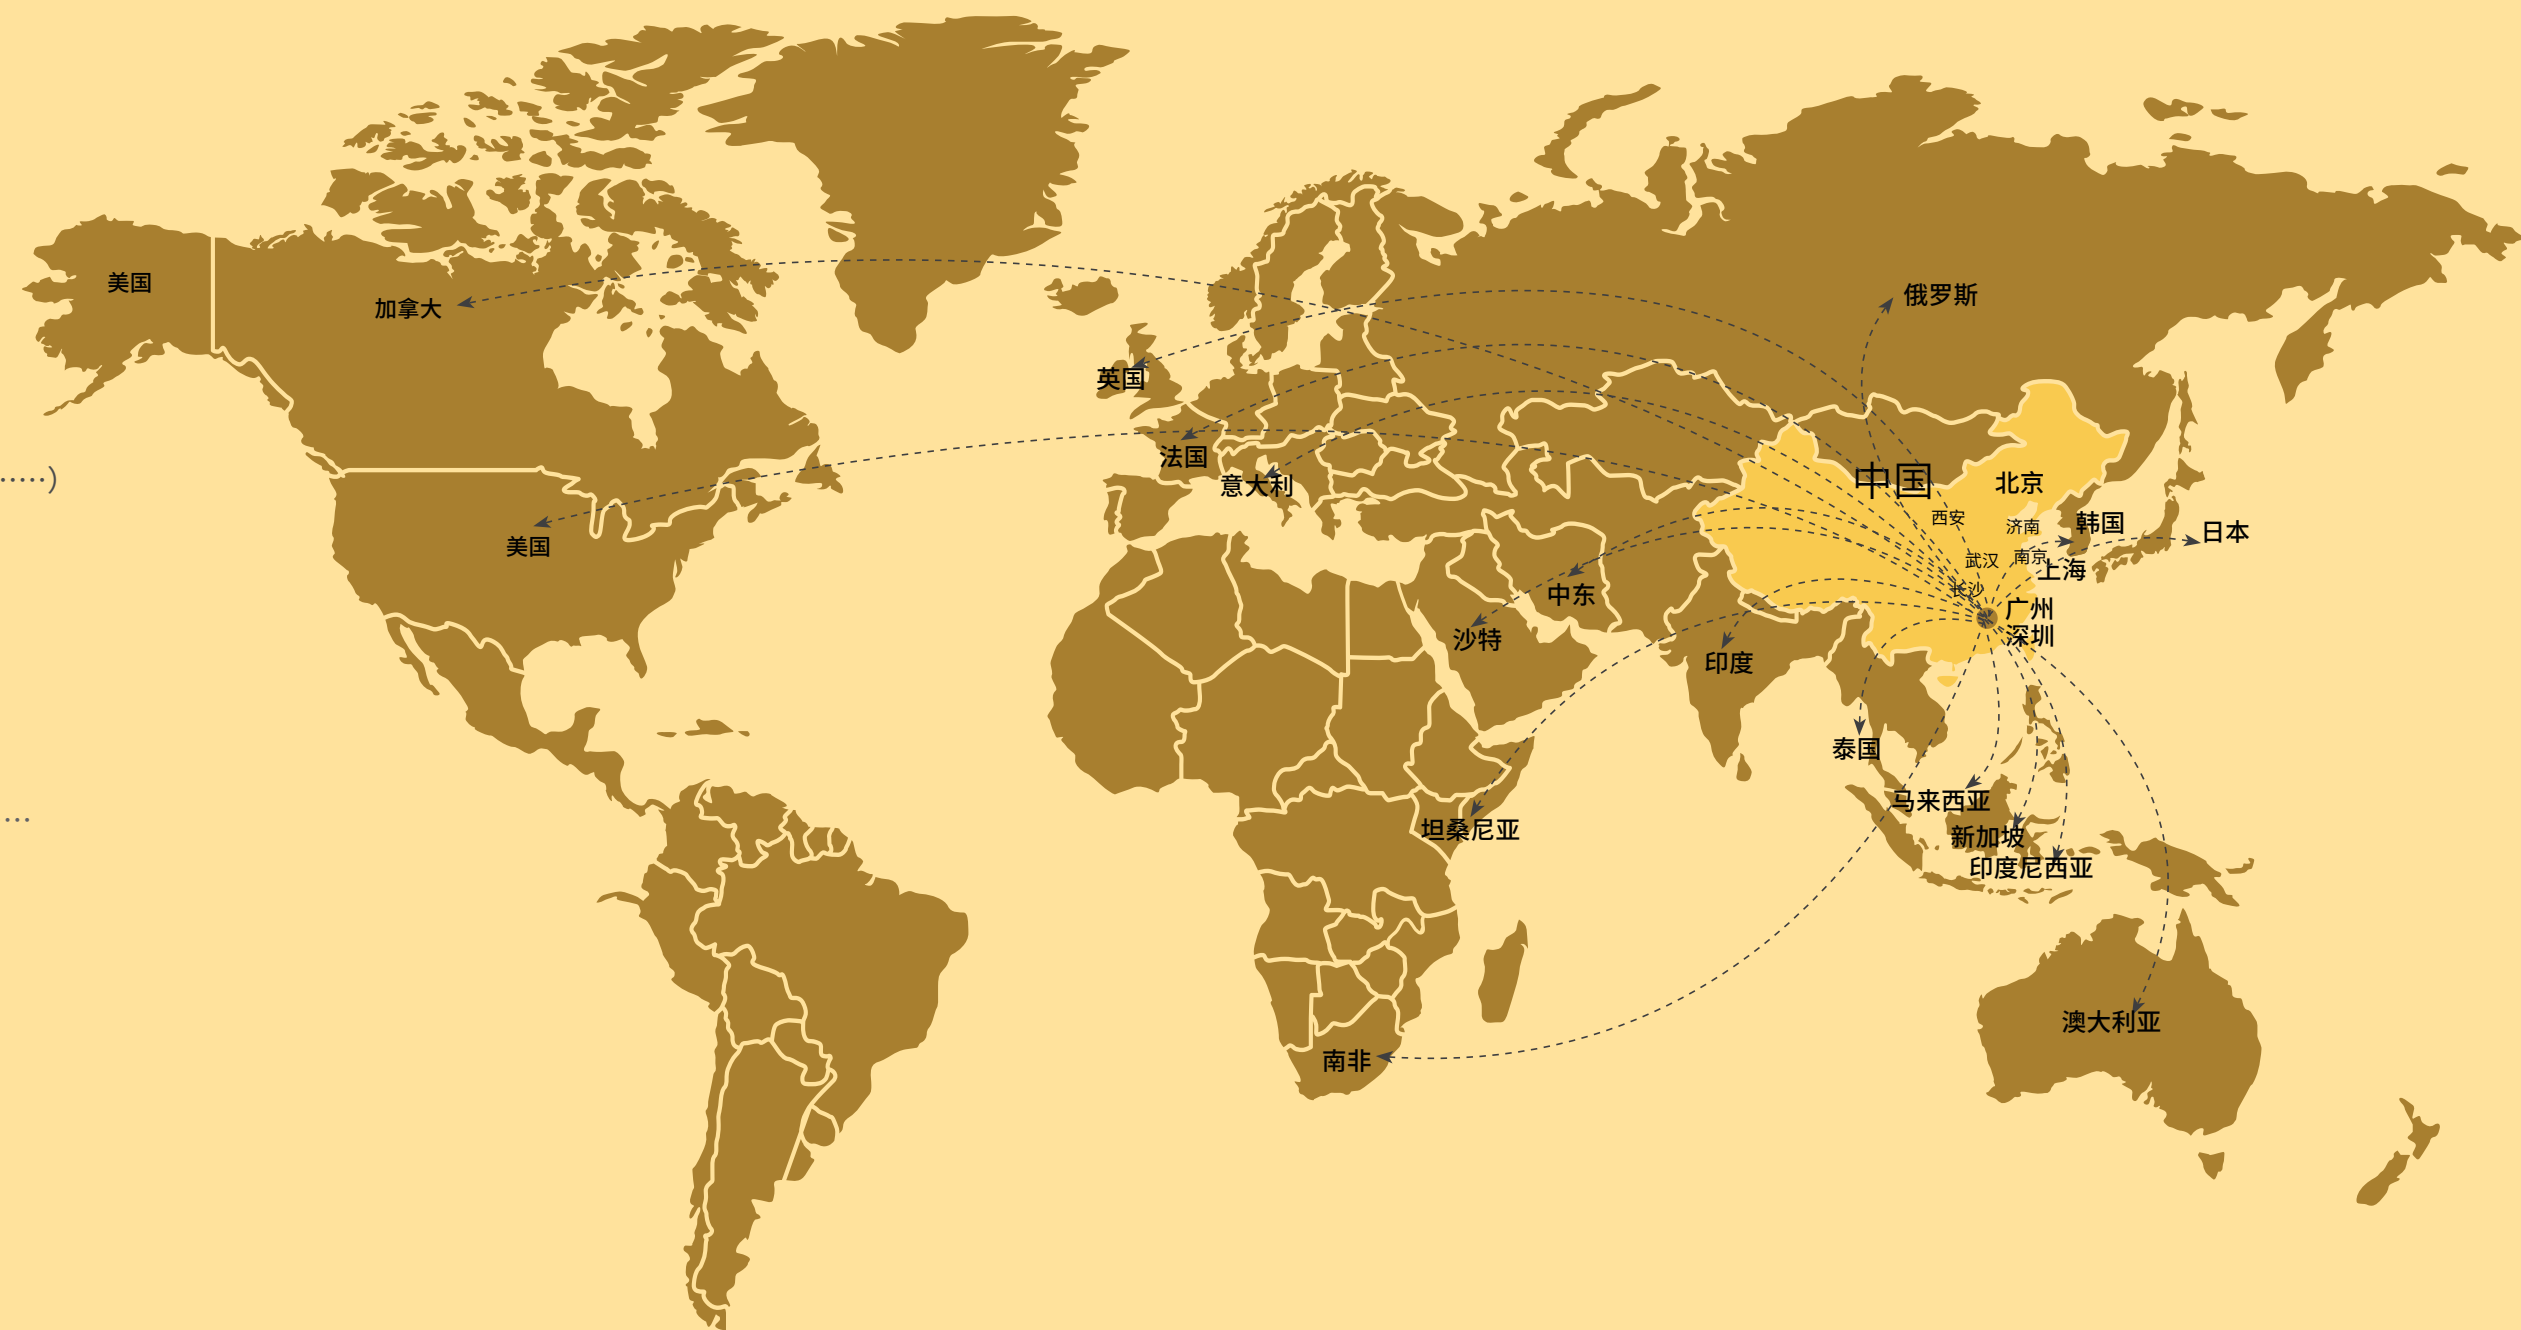 美国
加拿大
俄罗斯
英国
法国
意大利
中国
北京
……)
西安
济南
韩国
日本
美国
武汉
南京
上海
中东
长沙
广州
深圳
沙特
印度
泰国
马来西亚
…
坦桑尼亚
新加坡
印度尼西亚
澳大利亚
南非